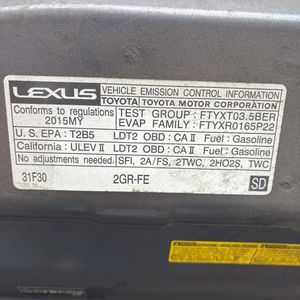 LEXUS VEHICLE EMISSION CONTROL INFORMATION
TOYOTA TOYOTA MOTOR CORPORATION
Conforms to regulations TEST GROUP: FTYXT03.5BER
2015MY EVAP FAMILY: FTYXR0165P22
U.S. EPA: T2B5 LDT2 OBD: CA II Fuel: Gasoline
California: ULEV II LDT2 OBD: CA II Fuel: Gasoline
No adjustments needed. SFI, 2A/FS, 2TWC, 2HO2S, TWC
31F30 2GR-FE SD